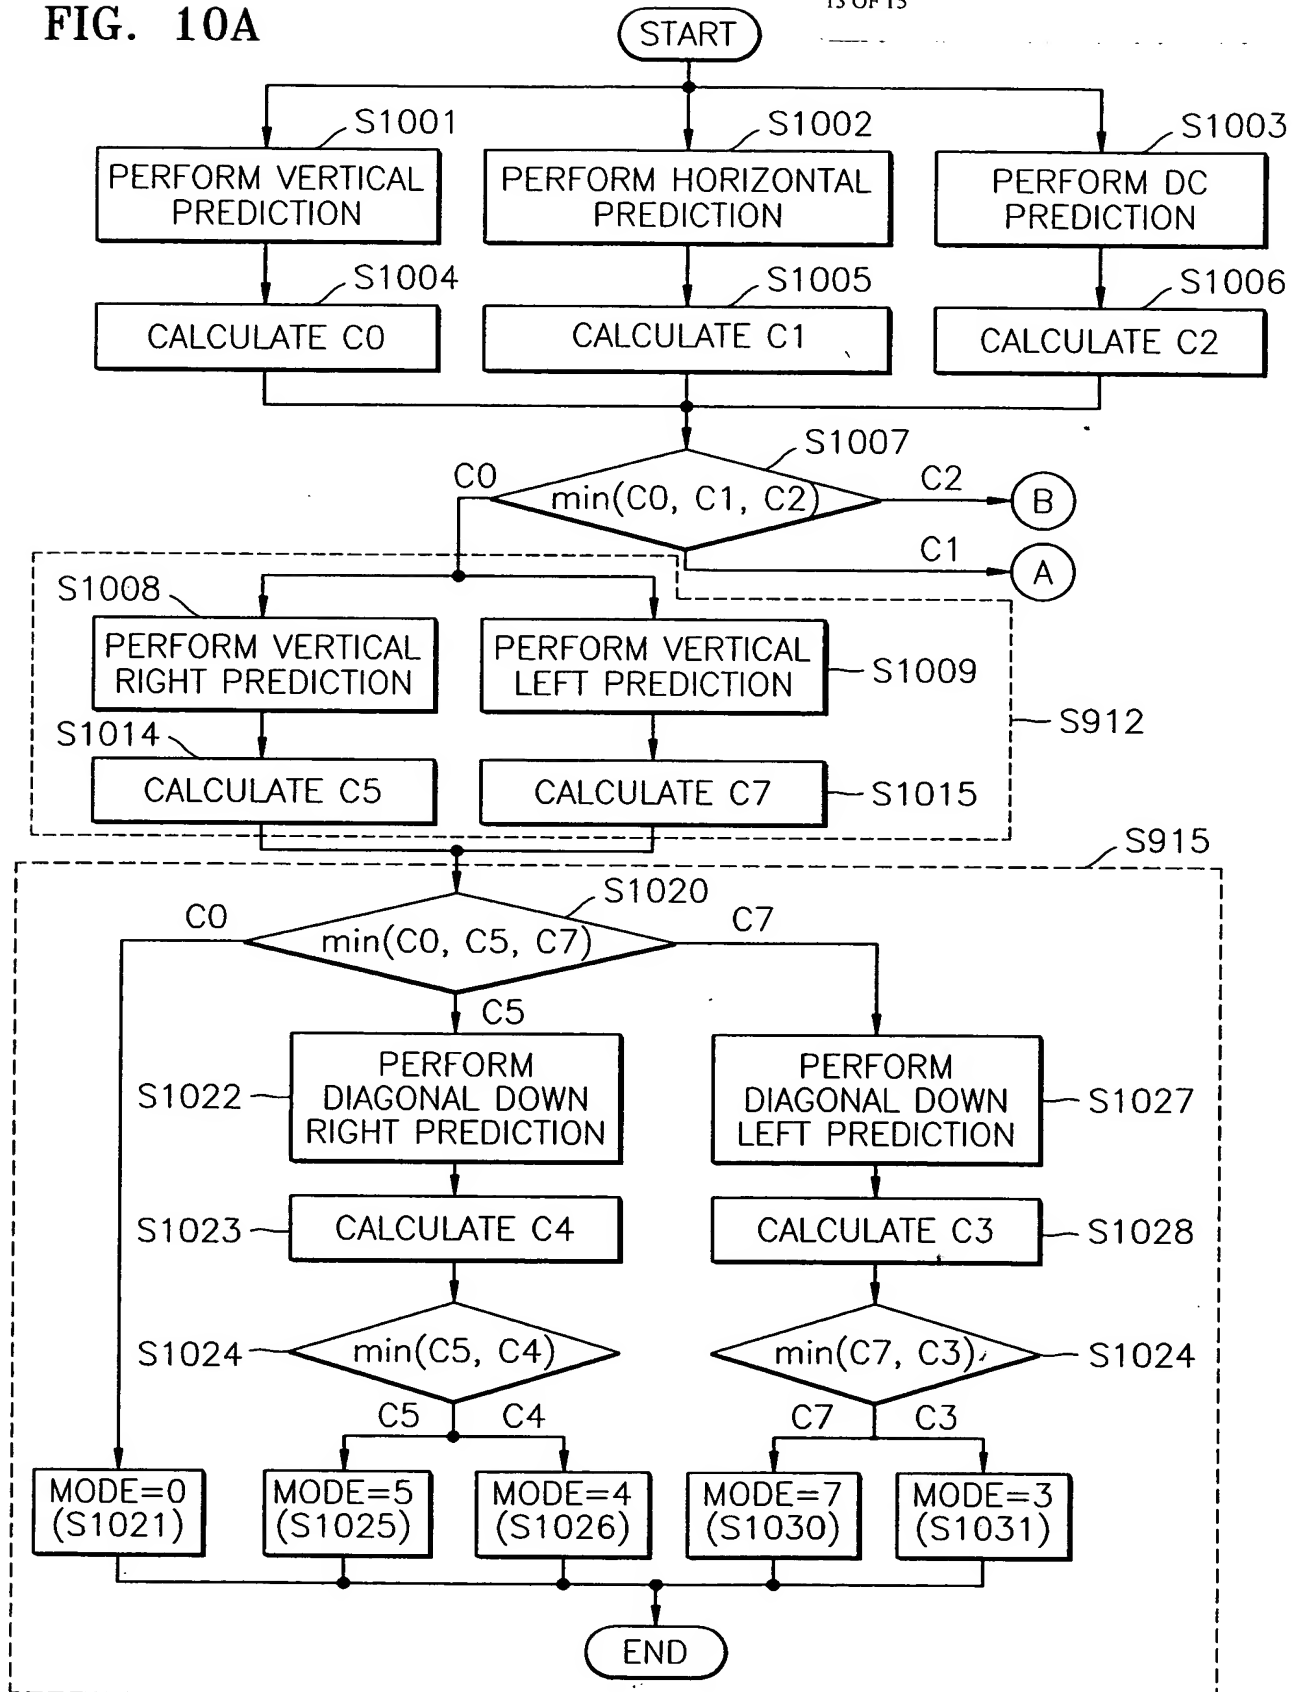 FIG. 10A
START
S1001
S1002
S1003
PERFORM VERTICAL
PREDICTION
PERFORM HORIZONTAL
PREDICTION
PERFORM DC
PREDICTION
S1004
S1005
S1006
CALCULATE C0
CALCULATE C1
CALCULATE C2
S1007
C0
min(C0, C1, C2)
C2
B
C1
A
S1008
PERFORM VERTICAL
RIGHT PREDICTION
PERFORM VERTICAL
LEFT PREDICTION
S1009
S912
S1014
CALCULATE C5
CALCULATE C7
S1015
S915
S1020
C0
min(C0, C5, C7)
C7
C5
S1022
PERFORM
DIAGONAL DOWN
RIGHT PREDICTION
PERFORM
DIAGONAL DOWN
LEFT PREDICTION
S1027
S1023
CALCULATE C4
CALCULATE C3
S1028
S1024
min(C5, C4)
min(C7, C3)
S1024
C5
C4
C7
C3
MODE=0
(S1021)
MODE=5
(S1025)
MODE=4
(S1026)
MODE=7
(S1030)
MODE=3
(S1031)
END